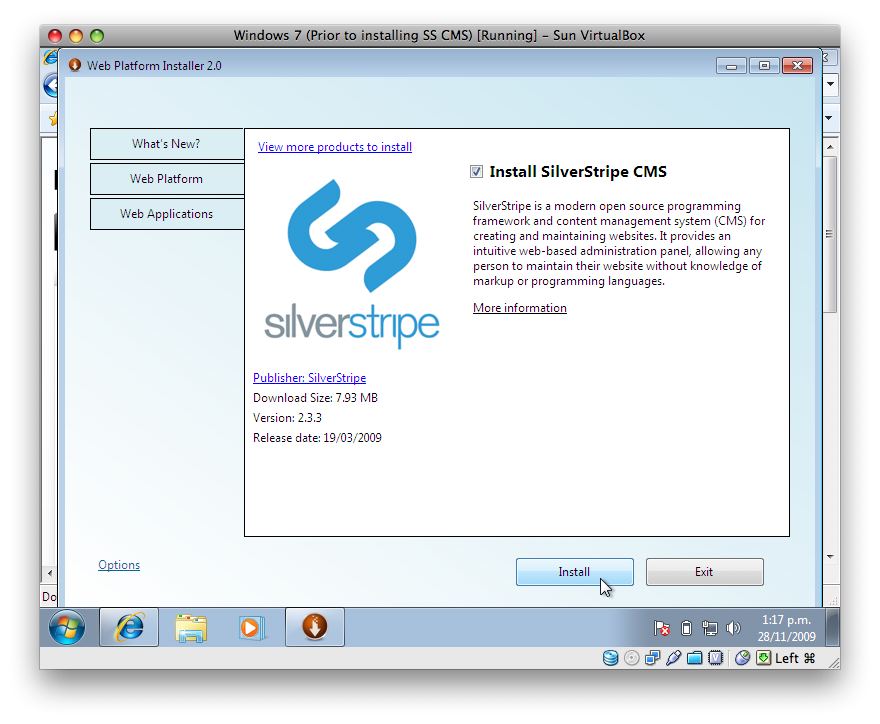 Windows 7 (Prior to installing SS CMS) [Running] – Sun VirtualBox
Web Platform Installer 2.0
What's New?
Web Platform
Web Applications
View more products to install
silverstripe
Publisher: SilverStripe
Download Size: 7.93 MB
Version: 2.3.3
Release date: 19/03/2009
Install SilverStripe CMS
SilverStripe is a modern open source programming
framework and content management system (CMS) for
creating and maintaining websites. It provides an
intuitive web-based administration panel, allowing any
person to maintain their website without knowledge of
markup or programming languages.
More information
Options
Install
Exit
Do
1:17 p.m.
28/11/2009
Left ⌘